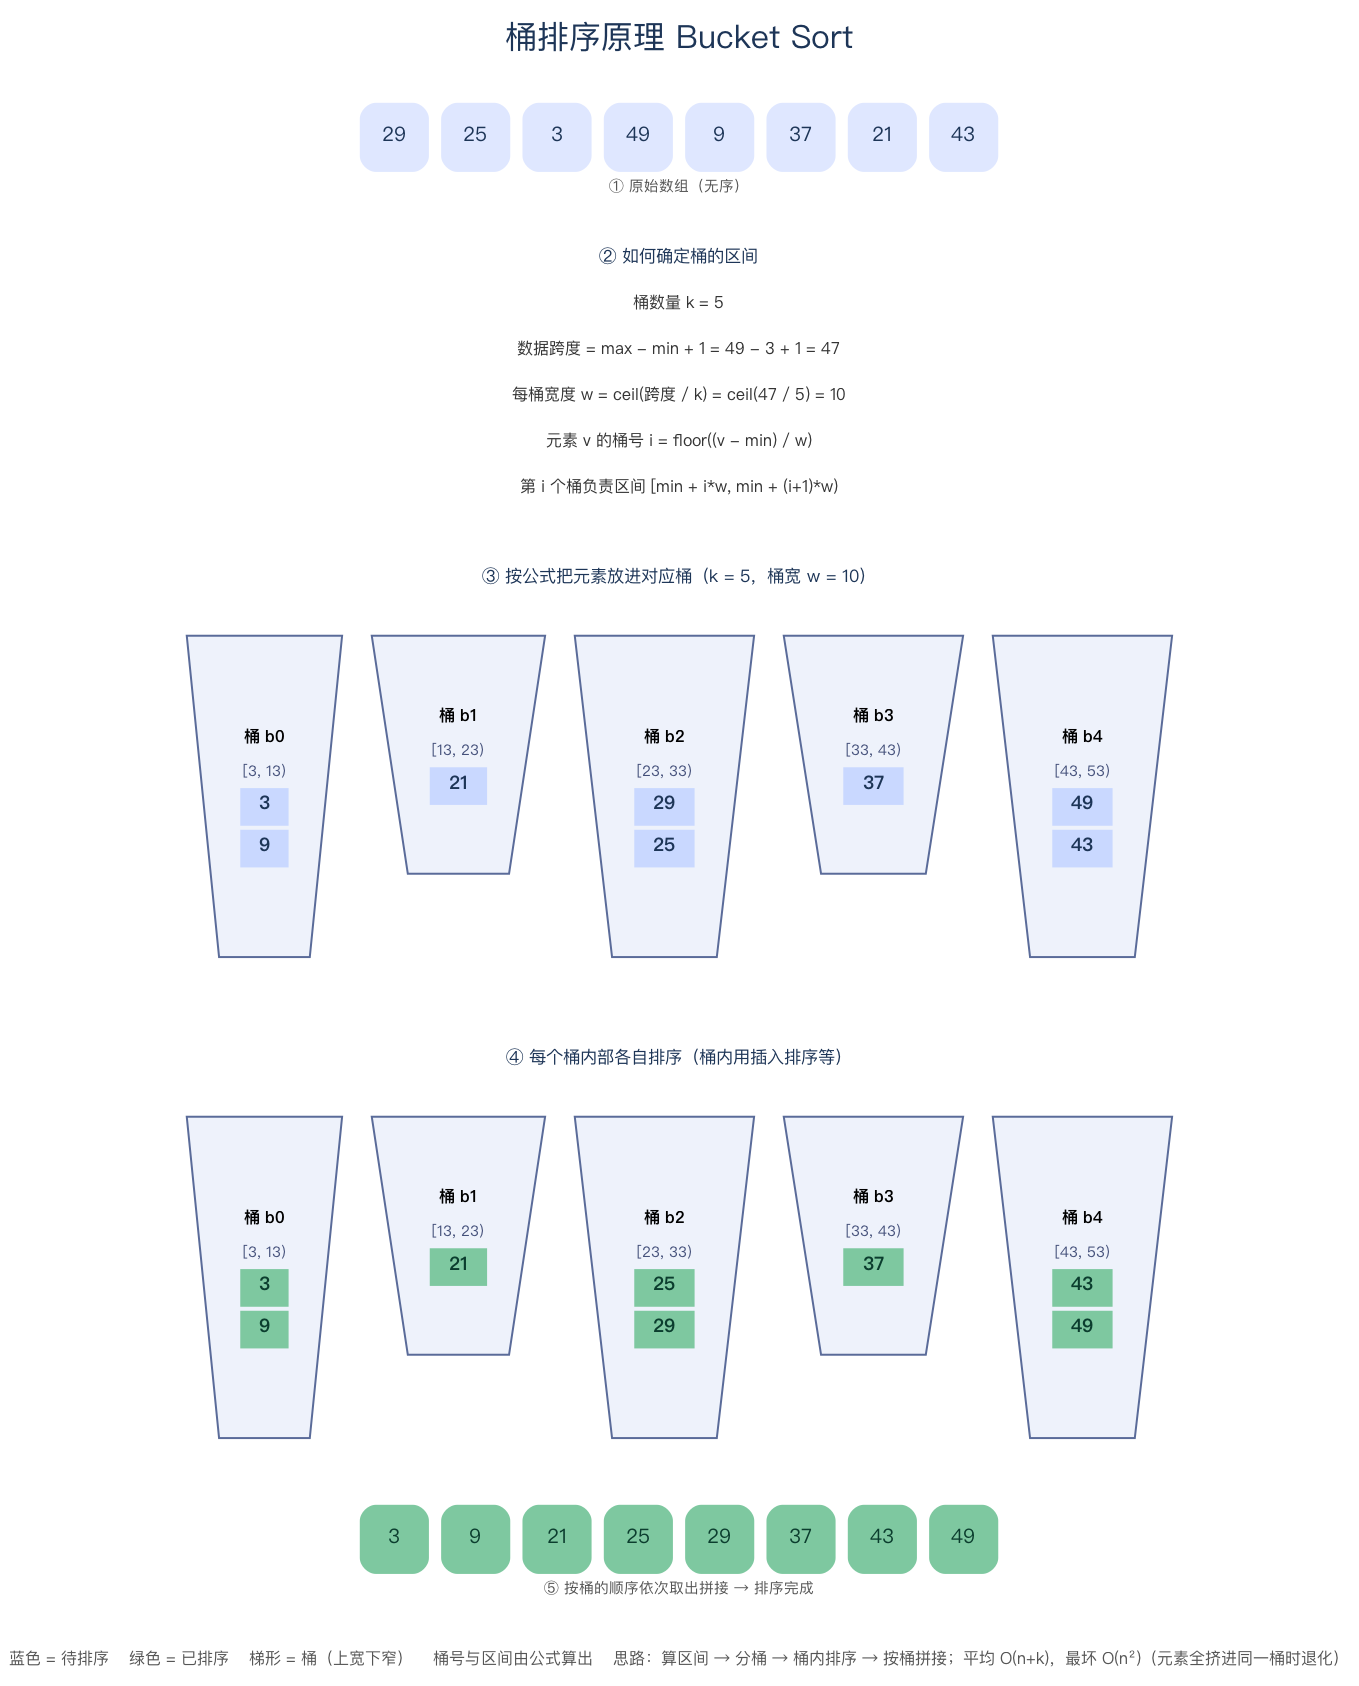 桶排序原理 Bucket Sort
29 25 3 49 9 37 21 43
① 原始数组（无序）
② 如何确定桶的区间
桶数量 k = 5
数据跨度 = max − min + 1 = 49 − 3 + 1 = 47
每桶宽度 w = ceil(跨度 / k) = ceil(47 / 5) = 10
元素 v 的桶号 i = floor((v − min) / w)
第 i 个桶负责区间 [min + i*w, min + (i+1)*w)
③ 按公式把元素放进对应桶（k = 5，桶宽 w = 10）
桶 b0
[3, 13)
3
9
桶 b1
[13, 23)
21
桶 b2
[23, 33)
29
25
桶 b3
[33, 43)
37
桶 b4
[43, 53)
49
43
④ 每个桶内部各自排序（桶内用插入排序等）
桶 b0
[3, 13)
3
9
桶 b1
[13, 23)
21
桶 b2
[23, 33)
25
29
桶 b3
[33, 43)
37
桶 b4
[43, 53)
43
49
3 9 21 25 29 37 43 49
⑤ 按桶的顺序依次取出拼接 → 排序完成
蓝色 = 待排序 绿色 = 已排序 梯形 = 桶（上宽下窄） 桶号与区间由公式算出 思路：算区间 → 分桶 → 桶内排序 → 按桶拼接；平均 O(n+k)，最坏 O(n²)（元素全挤进同一桶时退化）